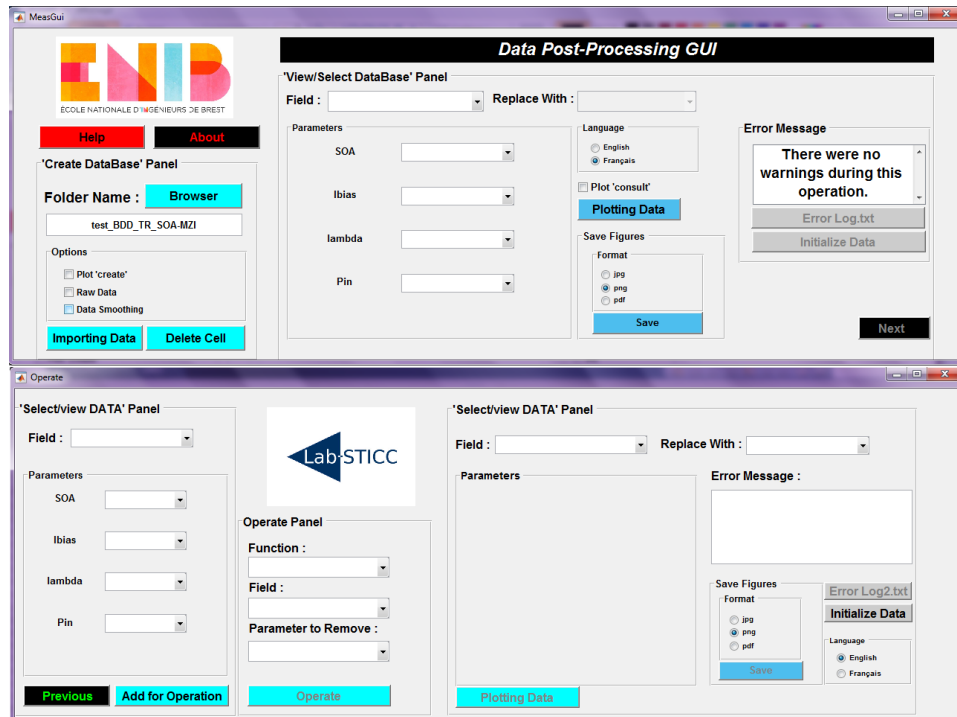 MeasGui
ÉCOLE NATIONALE D'INGÉNIEURS DE BREST
Help
About
'Create DataBase' Panel
Folder Name :
Browser
test_BDD_TR_SOA-MZI
Options
Plot 'create'
Raw Data
Data Smoothing
Importing Data
Delete Cell
Data Post-Processing GUI
'View/Select DataBase' Panel
Field :
Replace With :
Parameters
SOA
Ibias
lambda
Pin
Language
English
Français
Plot 'consult'
Plotting Data
Save Figures
Format
jpg
png
pdf
Save
Error Message
There were no
warnings during this
operation.
Error Log.txt
Initialize Data
Next
Operate
'Select/view DATA' Panel
Field :
Parameters
SOA
Ibias
lambda
Pin
Previous
Add for Operation
Lab-STICC
Operate Panel
Function :
Field :
Parameter to Remove :
Operate
'Select/view DATA' Panel
Field :
Replace With :
Parameters
Error Message :
Save Figures
Format
jpg
png
pdf
Save
Error Log2.txt
Initialize Data
Language
English
Français
Plotting Data